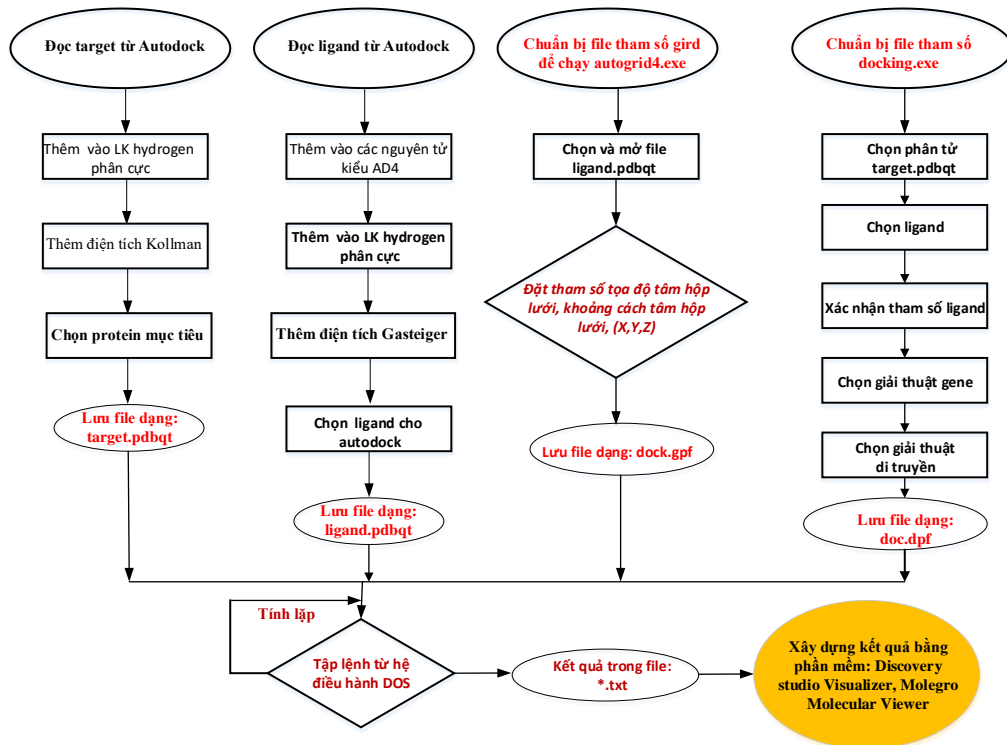 Đọc target từ Autodock
Thêm vào LK hydrogen
phân cực
Thêm điện tích Kollman
Chọn protein mục tiêu
Lưu file dạng:
target.pdbqt
Đọc ligand từ Autodock
Thêm vào các nguyên tử
kiểu AD4
Thêm vào LK hydrogen
phân cực
Thêm điện tích Gasteiger
Chọn ligand cho
autodock
Lưu file dạng:
ligand.pdbqt
Chuẩn bị file tham số gird
để chạy autogrid4.exe
Chọn và mở file
ligand.pdbqt
Đặt tham số tọa độ tâm hộp
lưới, khoảng cách tâm hộp
lưới, (X,Y,Z)
Lưu file dạng: dock.gpf
Chuẩn bị file tham số
docking.exe
Chọn phân tử
target.pdbqt
Chọn ligand
Xác nhận tham số ligand
Chọn giải thuật gene
Chọn giải thuật
di truyền
Lưu file dạng:
doc.dpf
Tính lặp
Tập lệnh từ hệ
điều hành DOS
Kết quả trong file:
*.txt
Xây dựng kết quả bằng
phần mềm: Discovery
studio Visualizer, Molegro
Molecular Viewer